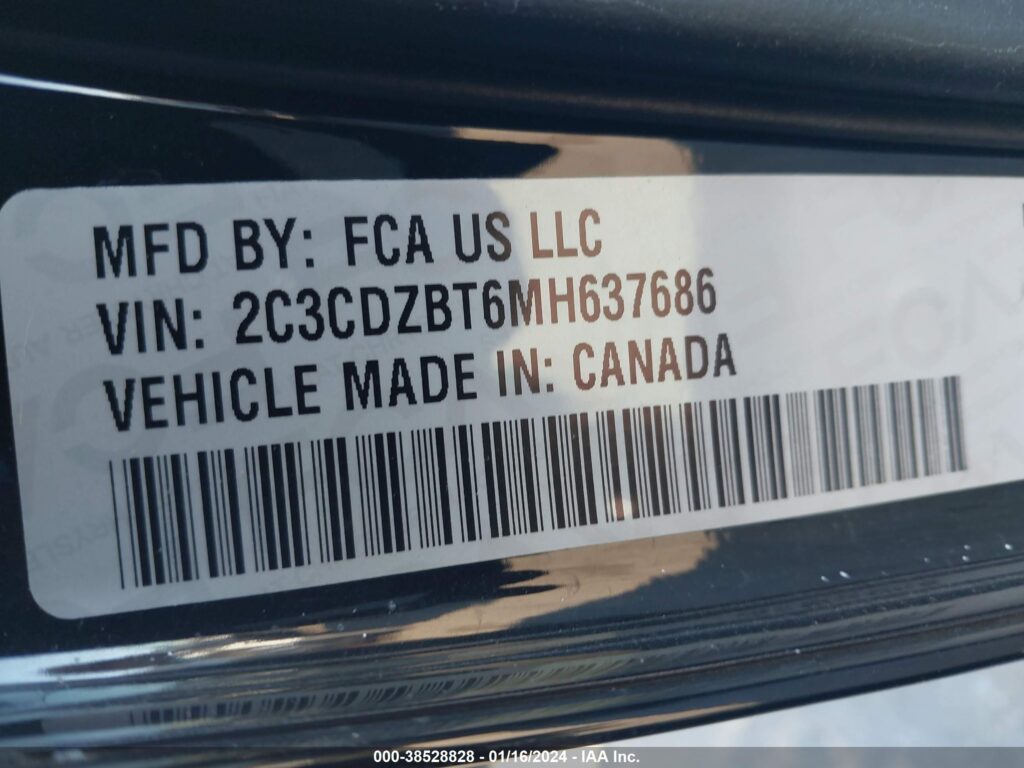 MFD BY: FCA US LLC
VIN: 2C3CDZBT6MH637686
VEHICLE MADE IN: CANADA
000-38528828 - 01/16/2024 - IAA Inc.